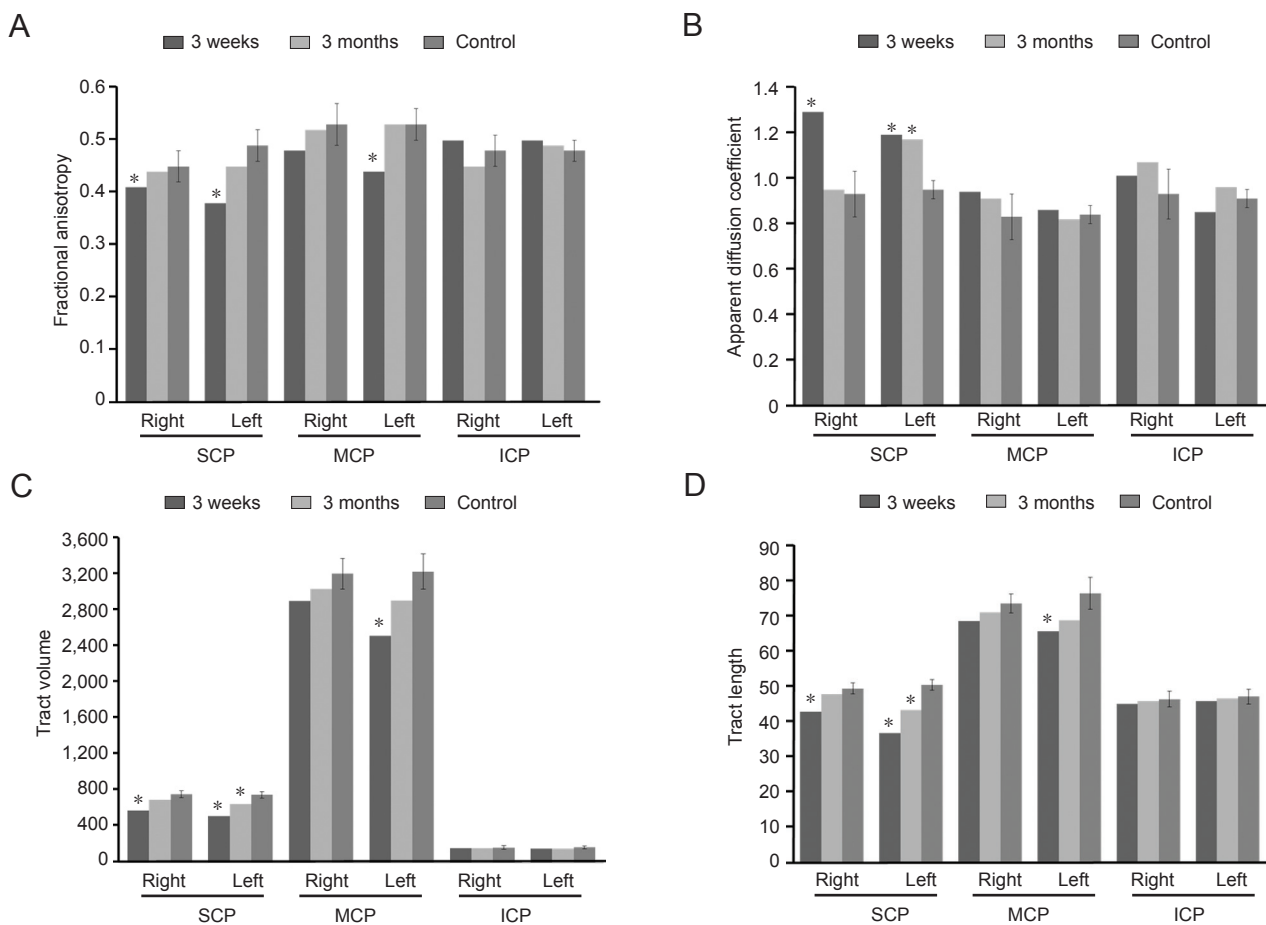 A
3 weeks 3 months Control
Fractional anisotropy
0.6
0.5
0.4
0.3
0.2
0.1
0
*
*
*
Right Left Right Left Right Left
SCP MCP ICP
B
3 weeks 3 months Control
Apparent diffusion coefficient
1.4
1.2
1.0
0.8
0.6
0.4
0.2
0
*
* *
Right Left Right Left Right Left
SCP MCP ICP
C
3 weeks 3 months Control
Tract volume
3,600
3,200
2,800
2,400
2,000
1,600
1,200
800
400
0
*
* *
*
Right Left Right Left Right Left
SCP MCP ICP
D
3 weeks 3 months Control
Tract length
90
80
70
60
50
40
30
20
10
0
*
* *
*
Right Left Right Left Right Left
SCP MCP ICP